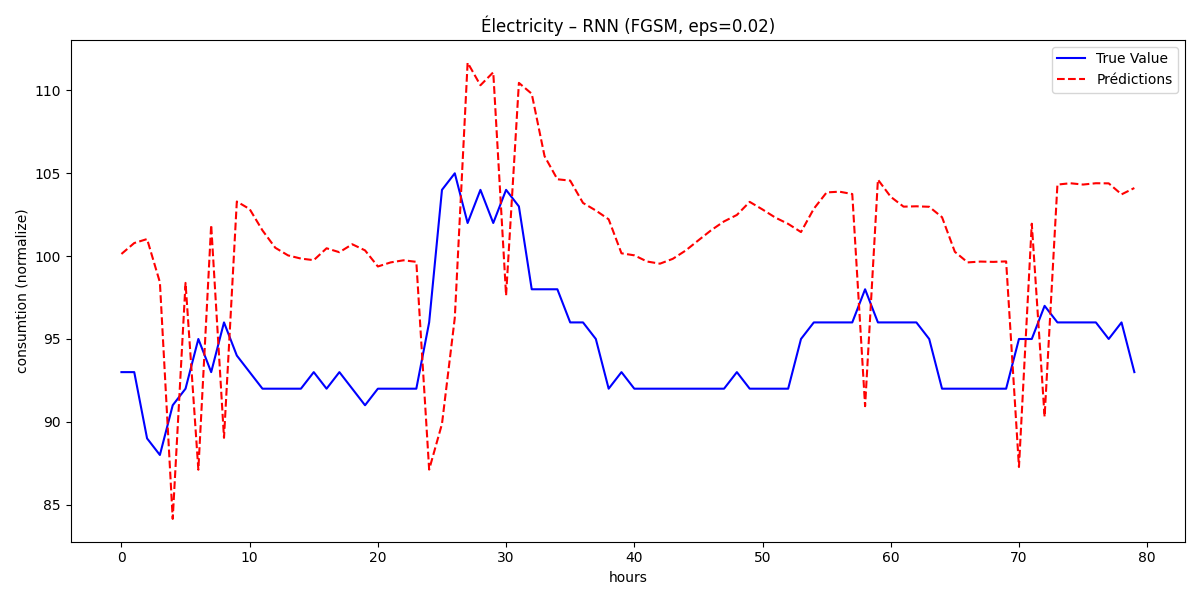 Électricity – RNN (FGSM, eps=0.02)
True Value
Prédictions
consumtion (normalize)
110
105
100
95
90
85
0 10 20 30 40 50 60 70 80
hours